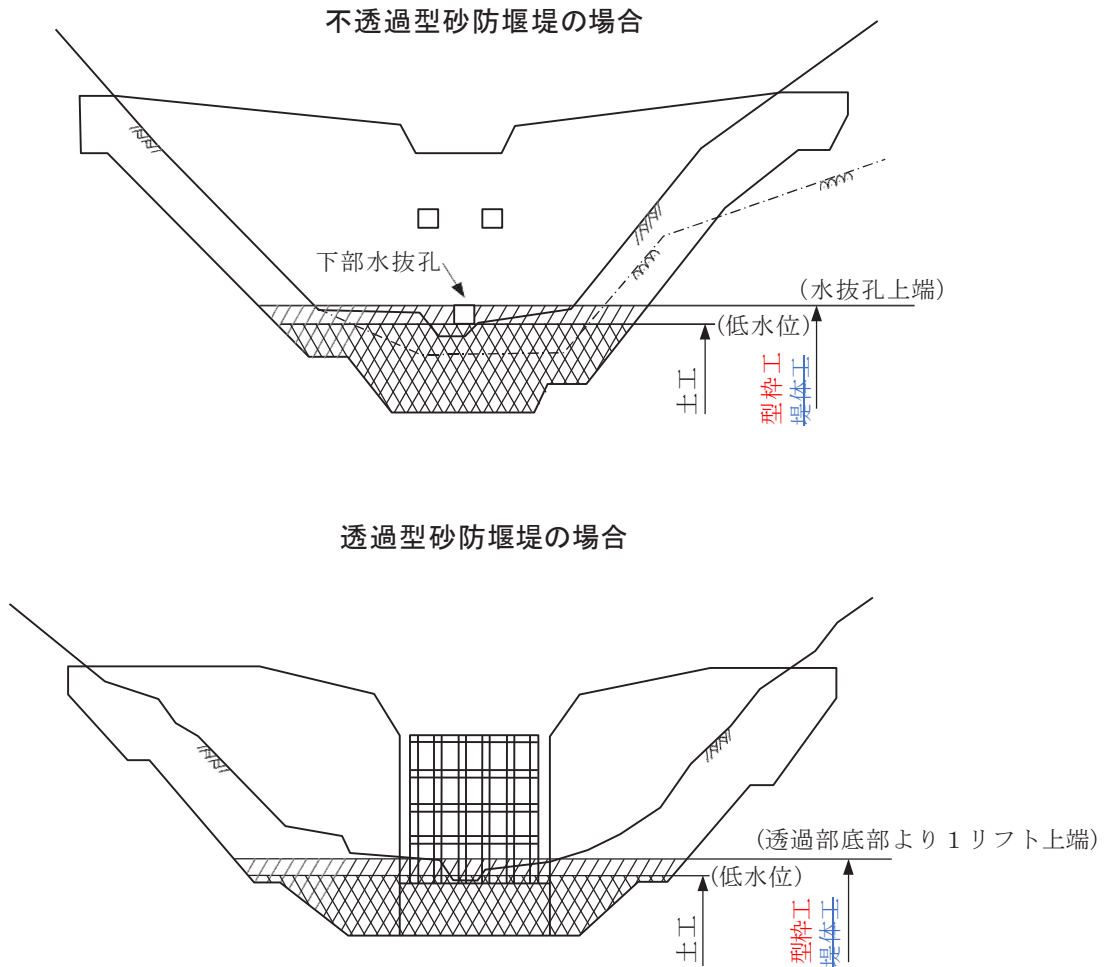 不透過型砂防堰堤の場合
下部水抜孔
(水抜孔上端)
(低水位)
土工
型枠工
堤体工
透過型砂防堰堤の場合
(透過部底部より1リフト上端)
(低水位)
土工
型枠工
堤体工